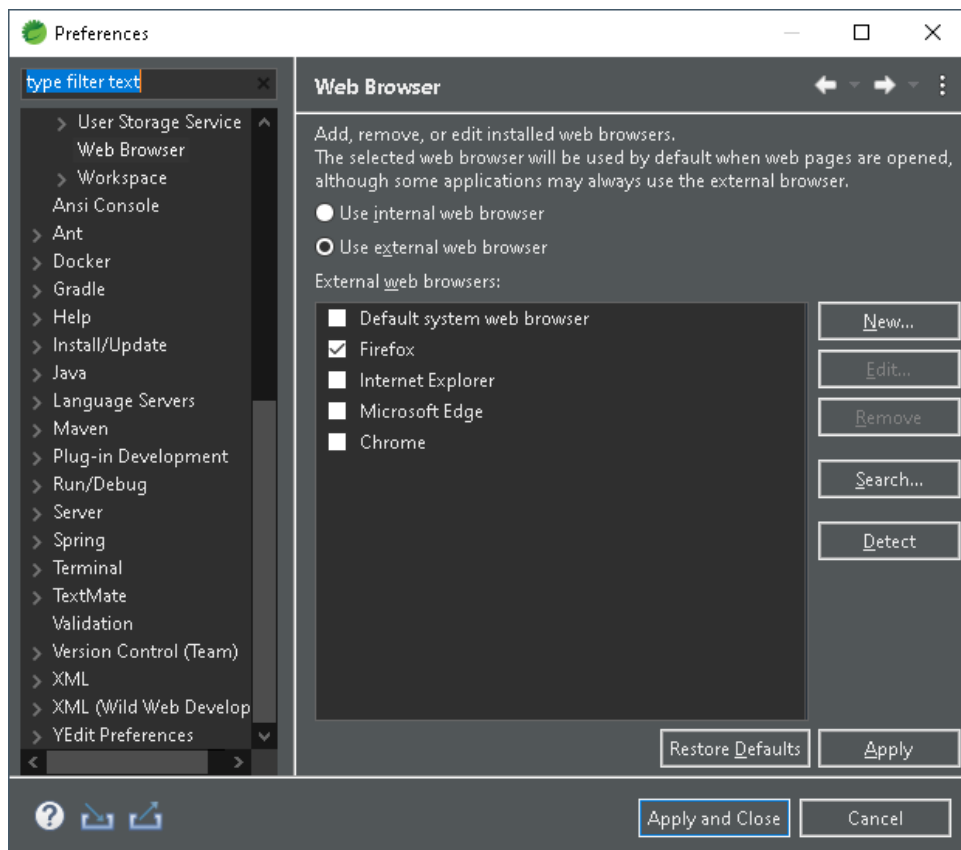 Preferences
type filter text
User Storage Service
Web Browser
Workspace
Ansi Console
Ant
Docker
Gradle
Help
Install/Update
Java
Language Servers
Maven
Plug-in Development
Run/Debug
Server
Spring
Terminal
TextMate
Validation
Version Control (Team)
XML
XML (Wild Web Develop
YEdit Preferences
Web Browser
Add, remove, or edit installed web browsers.
The selected web browser will be used by default when web pages are opened,
although some applications may always use the external browser.
Use internal web browser
Use external web browser
External web browsers:
Default system web browser
Firefox
Internet Explorer
Microsoft Edge
Chrome
New...
Edit...
Remove
Search...
Detect
Restore Defaults
Apply
Apply and Close
Cancel